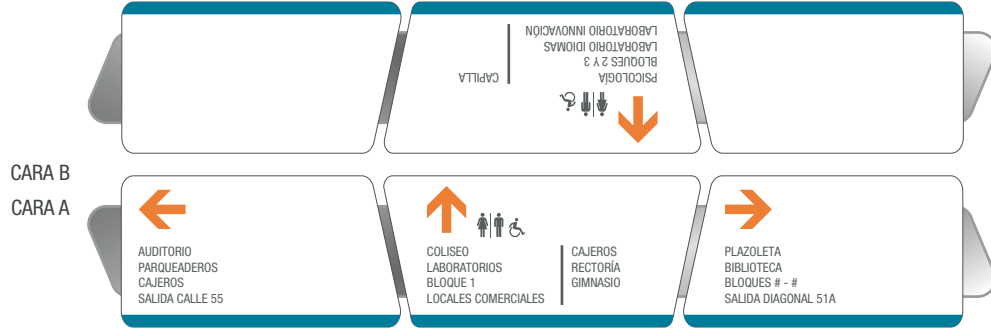 LABORATORIO INNOVACIÓN
LABORATORIO IDIOMAS
BLOQUES 2 Y 3
PSICOLOGÍA
CAPILLA
CARA B
CARA A
AUDITORIO
PARQUEADEROS
CAJEROS
SALIDA CALLE 55
COLISEO
LABORATORIOS
BLOQUE 1
LOCALES COMERCIALES
CAJEROS
RECTORÍA
GIMNASIO
PLAZOLETA
BIBLIOTECA
BLOQUES # - #
SALIDA DIAGONAL 51A